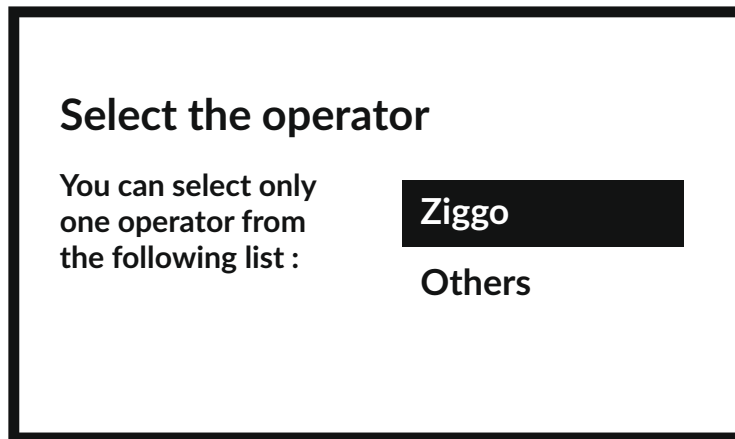 Select the operator
You can select only
one operator from
the following list :
Ziggo
Others